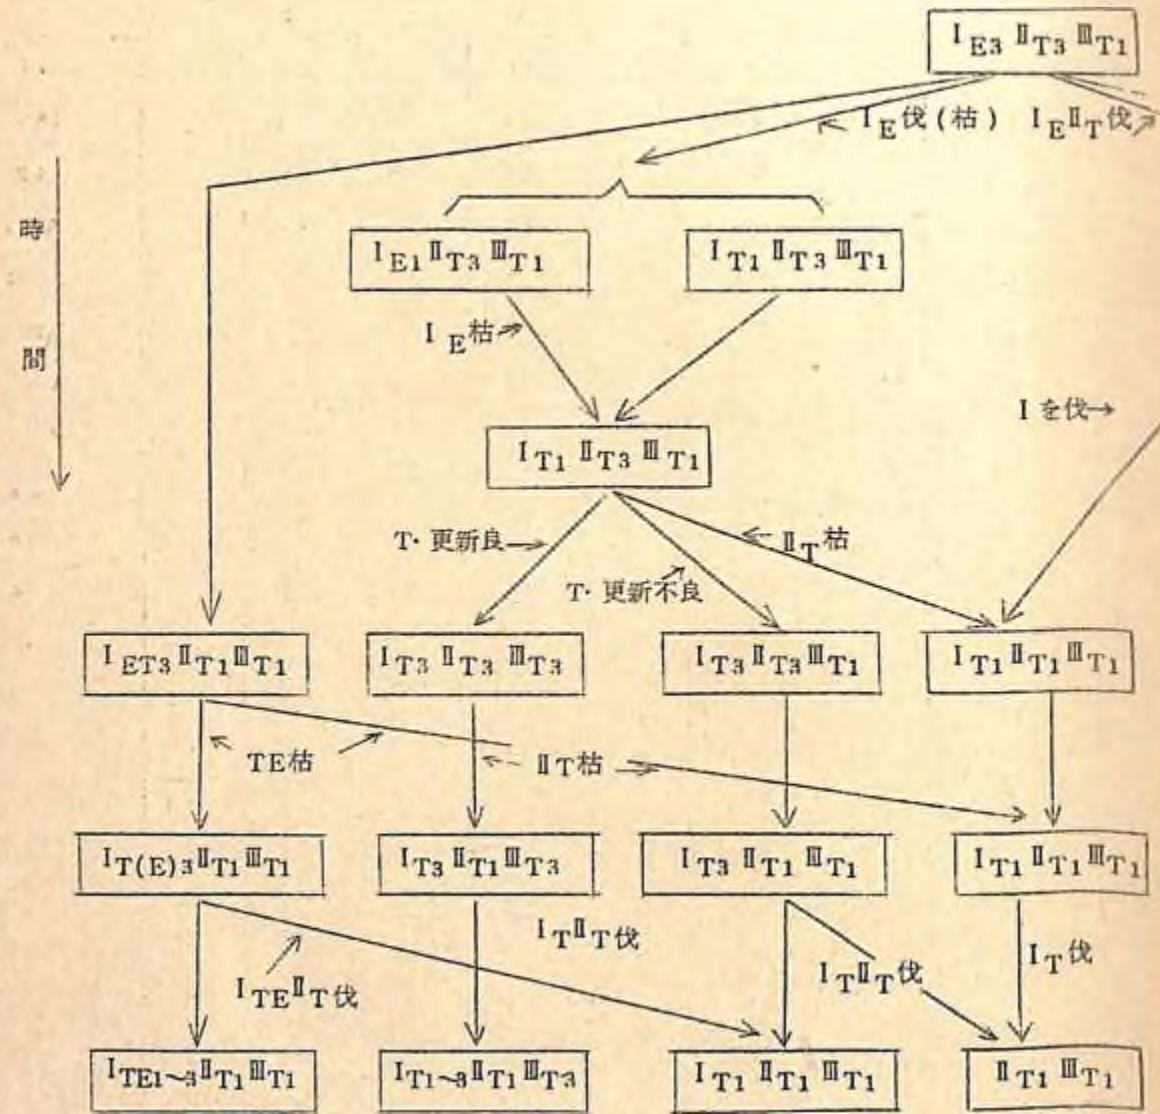 I E3 II T3 III T1
I E伐(枯) I E II T伐
時間
I E1 II T3 III T1
I T1 II T3 III T1
I E枯
I を伐
I T1 II T3 III T1
T・更新良
II T枯
T・更新不良
I ET3 II T1 III T1
I T3 II T3 III T3
I T3 II T3 III T1
I T1 II T1 III T1
TE枯
II T枯
I T(E)3 II T1 III T1
I T3 II T1 III T3
I T3 II T1 III T1
I T1 II T1 III T1
I T II T伐
I TE II T伐
I T II T伐
I T伐
I TE1~3 II T1 III T1
I T1~3 II T1 III T3
I T1 II T1 III T1
II T1 III T1